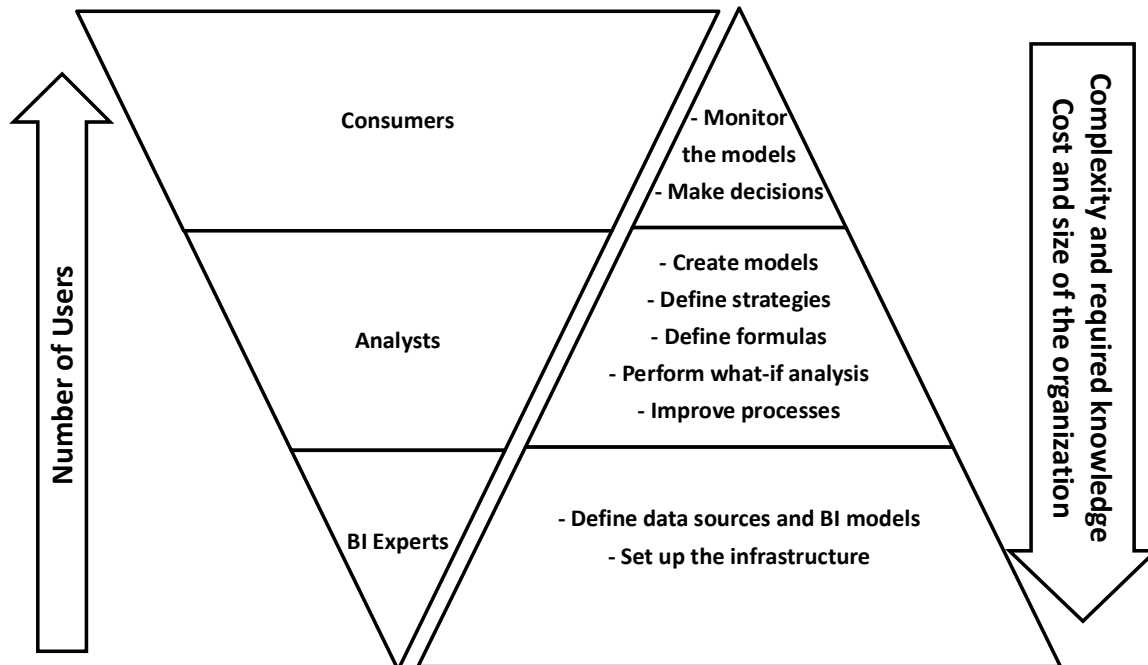 Consumers
- Monitor
the models
- Make decisions
Analysts
- Create models
- Define strategies
- Define formulas
- Perform what-if analysis
- Improve processes
BI Experts
- Define data sources and BI models
- Set up the infrastructure
Number of Users
Complexity and required knowledge
Cost and size of the organization